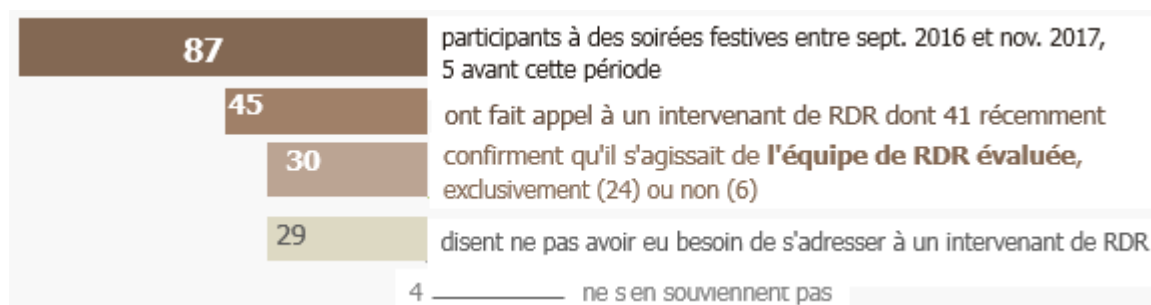 87
participants à des soirées festives entre sept. 2016 et nov. 2017,
5 avant cette période
45
ont fait appel à un intervenant de RDR dont 41 récemment
30
confirment qu'il s'agissait de l'équipe de RDR évaluée,
exclusivement (24) ou non (6)
29
disent ne pas avoir eu besoin de s'adresser à un intervenant de RDR
4 ne s'en souviennent pas